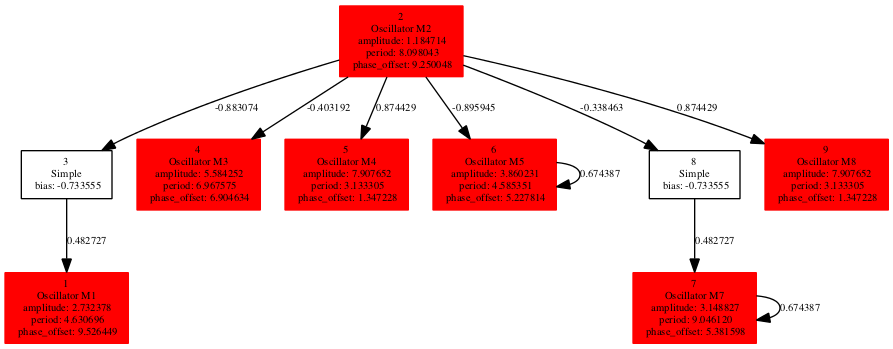 2
Oscillator M2
amplitude: 1.184714
period: 8.098043
phase_offset: 9.250048
-0.883074
-0.403192
0.874429
-0.895945
-0.338463
0.874429
3
Simple
bias: -0.733555
4
Oscillator M3
amplitude: 5.584252
period: 6.967575
phase_offset: 6.904634
5
Oscillator M4
amplitude: 7.907652
period: 3.133305
phase_offset: 1.347228
6
Oscillator M5
amplitude: 3.860231
period: 4.585351
phase_offset: 5.227814
0.674387
8
Simple
bias: -0.733555
9
Oscillator M8
amplitude: 7.907652
period: 3.133305
phase_offset: 1.347228
0.482727
0.482727
1
Oscillator M1
amplitude: 2.732378
period: 4.630696
phase_offset: 9.526449
7
Oscillator M7
amplitude: 3.148827
period: 9.046120
phase_offset: 5.381598
0.674387